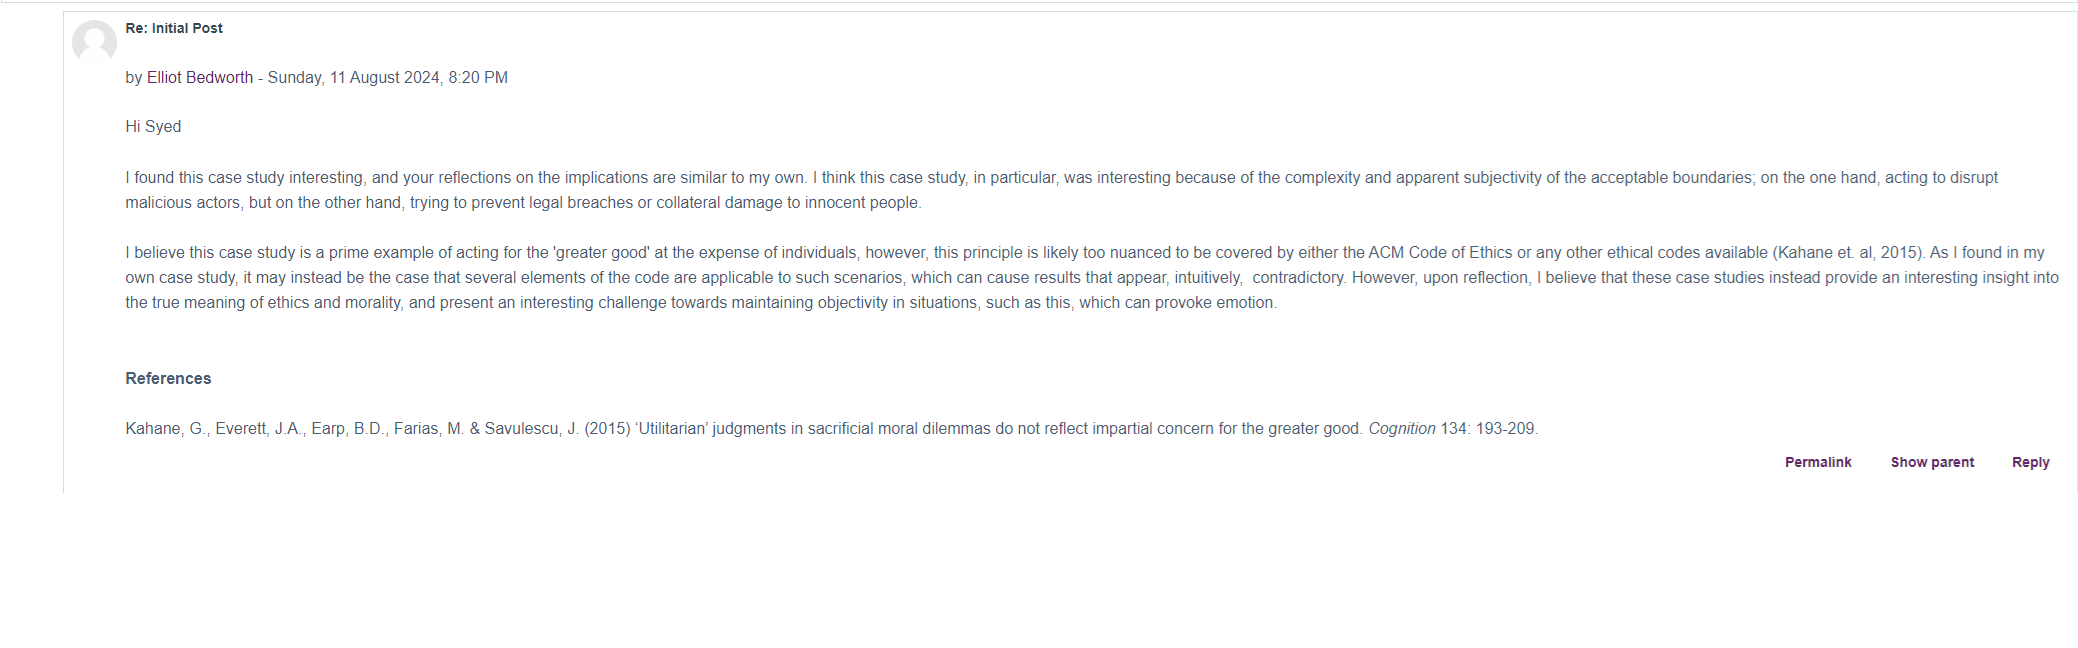 Re: Initial Post
by Elliot Bedworth - Sunday, 11 August 2024, 8:20 PM
Hi Syed
I found this case study interesting, and your reflections on the implications are similar to my own. I think this case study, in particular, was interesting because of the complexity and apparent subjectivity of the acceptable boundaries; on the one hand, acting to disrupt
malicious actors, but on the other hand, trying to prevent legal breaches or collateral damage to innocent people.
I believe this case study is a prime example of acting for the 'greater good' at the expense of individuals, however, this principle is likely too nuanced to be covered by either the ACM Code of Ethics or any other ethical codes available (Kahane et. al, 2015). As I found in my
own case study, it may instead be the case that several elements of the code are applicable to such scenarios, which can cause results that appear, intuitively,  contradictory. However, upon reflection, I believe that these case studies instead provide an interesting insight into
the true meaning of ethics and morality, and present an interesting challenge towards maintaining objectivity in situations, such as this, which can provoke emotion.
References
Kahane, G., Everett, J.A., Earp, B.D., Farias, M. & Savulescu, J. (2015) ‘Utilitarian’ judgments in sacrificial moral dilemmas do not reflect impartial concern for the greater good. Cognition 134: 193-209.
Permalink Show parent Reply